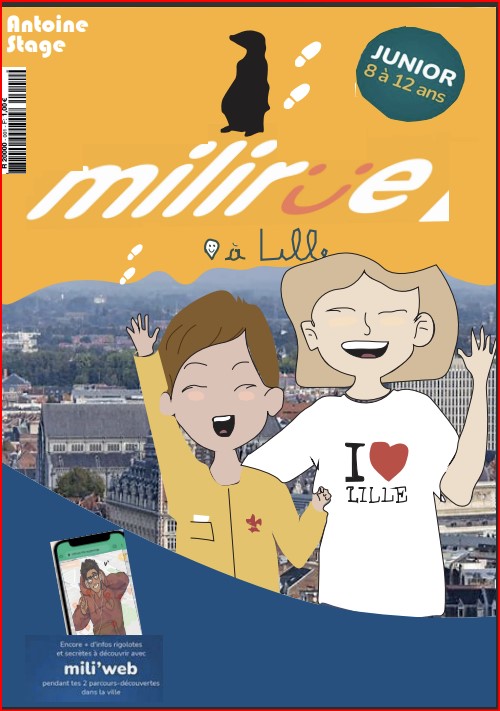 Antoine
Stage
JUNIOR
8 à 12 ans
milirue
à Lille
I
LILLE
Encore + d'infos rigolotes
et secrètes à découvrir avec
mili'web
pendant tes 2 parcours-découvertes
dans la ville